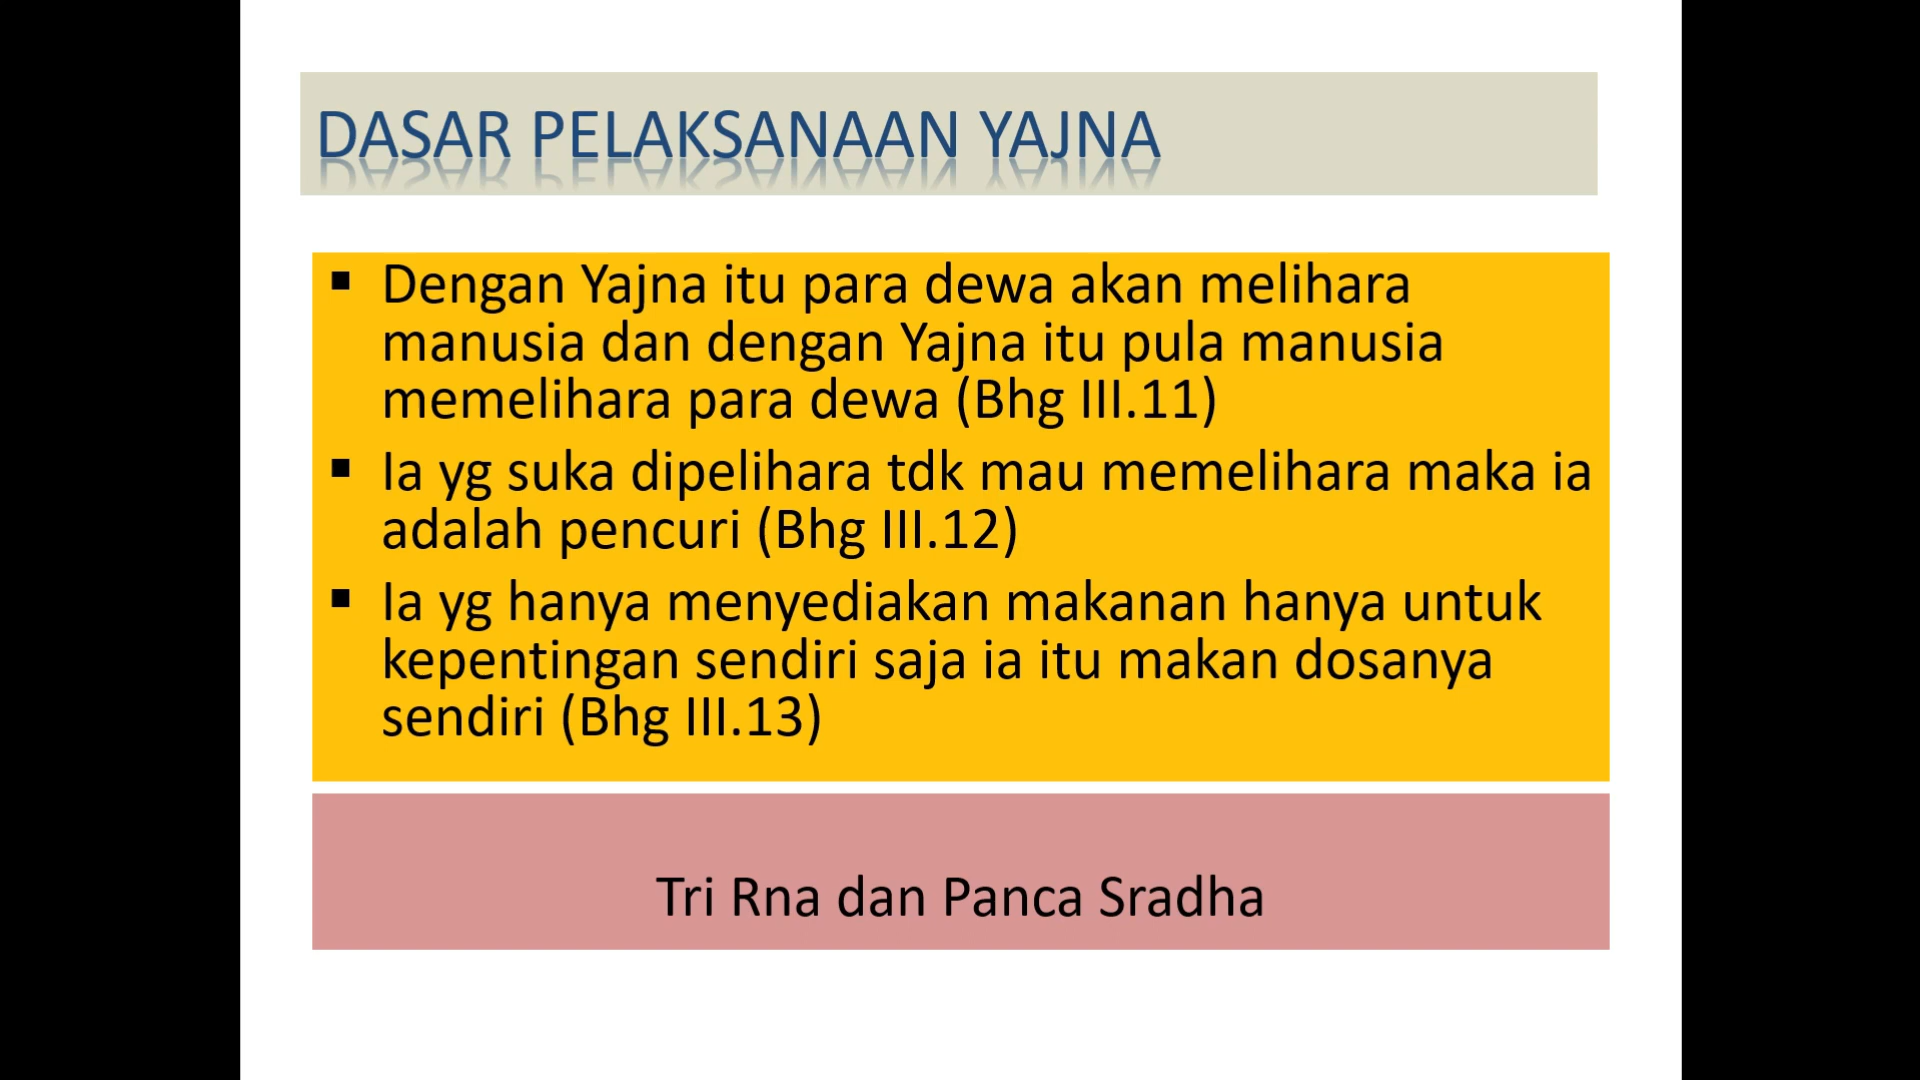 DASAR PELAKSANAAN YAJNA
▪ Dengan Yajna itu para dewa akan melihara
manusia dan dengan Yajna itu pula manusia
memelihara para dewa (Bhg III.11)
▪ Ia yg suka dipelihara tdk mau memelihara maka ia
adalah pencuri (Bhg III.12)
▪ Ia yg hanya menyediakan makanan hanya untuk
kepentingan sendiri saja ia itu makan dosanya
sendiri (Bhg III.13)
Tri Rna dan Panca Sradha